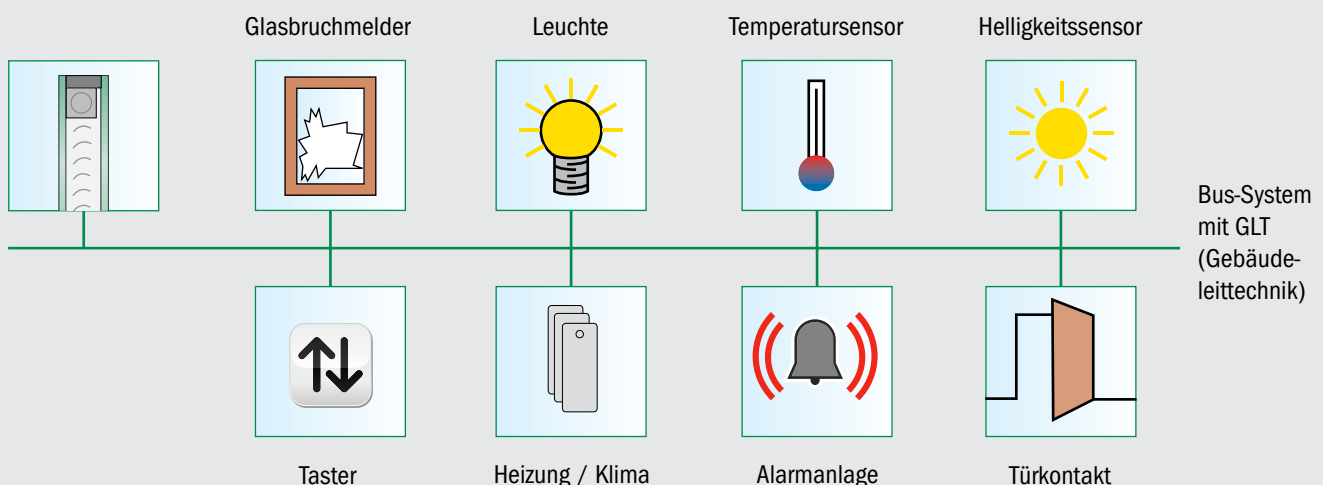 Glasbruchmelder
Leuchte
Temperatursensor
Helligkeitssensor
Bus-System
mit GLT
(Gebäude-
leittechnik)
Taster
Heizung / Klima
Alarmanlage
Türkontakt